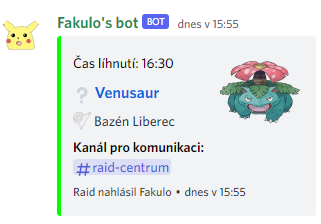 Fakulo's bot BOT dnes v 15:55
Čas líhnutí: 16:30
Venusaur
Bazén Liberec
Kanál pro komunikaci:
#raid-centrum
Raid nahlásil Fakulo • dnes v 15:55